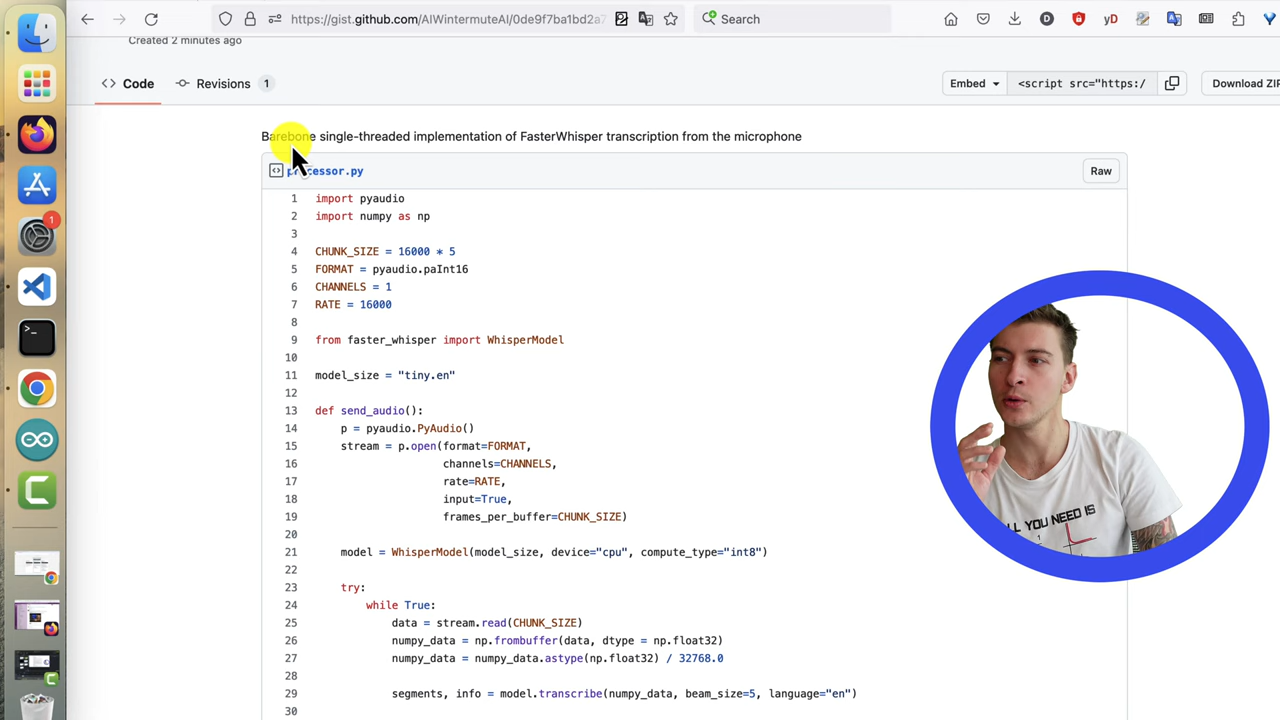 https://gist.github.com/AIWintermuteAI/0de9f7ba1bd2a7
Search
yD
Created 2 minutes ago
Code
Revisions 1
Embed
<script src="https:/
Download ZIP
Barebone single-threaded implementation of FasterWhisper transcription from the microphone
processor.py
Raw
1 import pyaudio
2 import numpy as np
3
4 CHUNK_SIZE = 16000 * 5
5 FORMAT = pyaudio.paInt16
6 CHANNELS = 1
7 RATE = 16000
8
9 from faster_whisper import WhisperModel
10
11 model_size = "tiny.en"
12
13 def send_audio():
14 p = pyaudio.PyAudio()
15 stream = p.open(format=FORMAT,
16 channels=CHANNELS,
17 rate=RATE,
18 input=True,
19 frames_per_buffer=CHUNK_SIZE)
20
21 model = WhisperModel(model_size, device="cpu", compute_type="int8")
22
23 try:
24 while True:
25 data = stream.read(CHUNK_SIZE)
26 numpy_data = np.frombuffer(data, dtype = np.float32)
27 numpy_data = numpy_data.astype(np.float32) / 32768.0
28
29 segments, info = model.transcribe(numpy_data, beam_size=5, language="en")
30
1
LL YOU NEED IS